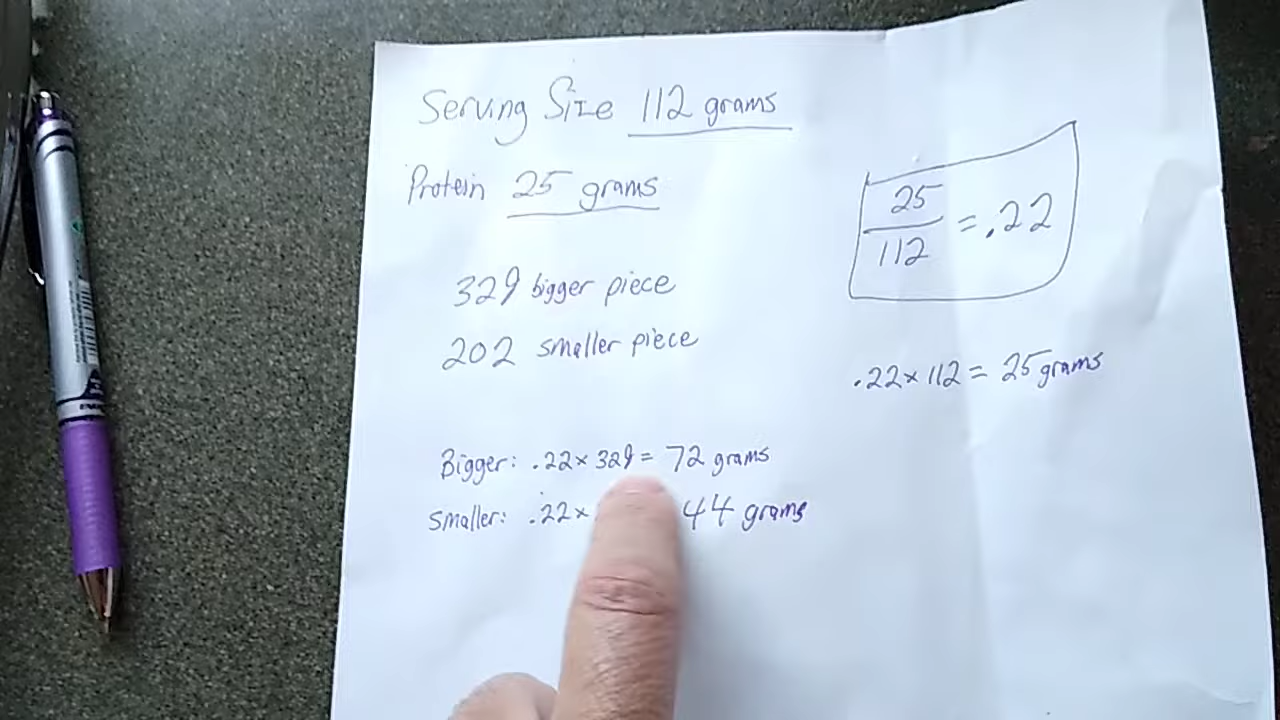 Serving Size 112 grams
Protein 25 grams
25
112
= .22
329 bigger piece
202 smaller piece
.22 x 112 = 25 grams
Bigger: .22 x 329 = 72 grams
Smaller: .22 x 44 grams